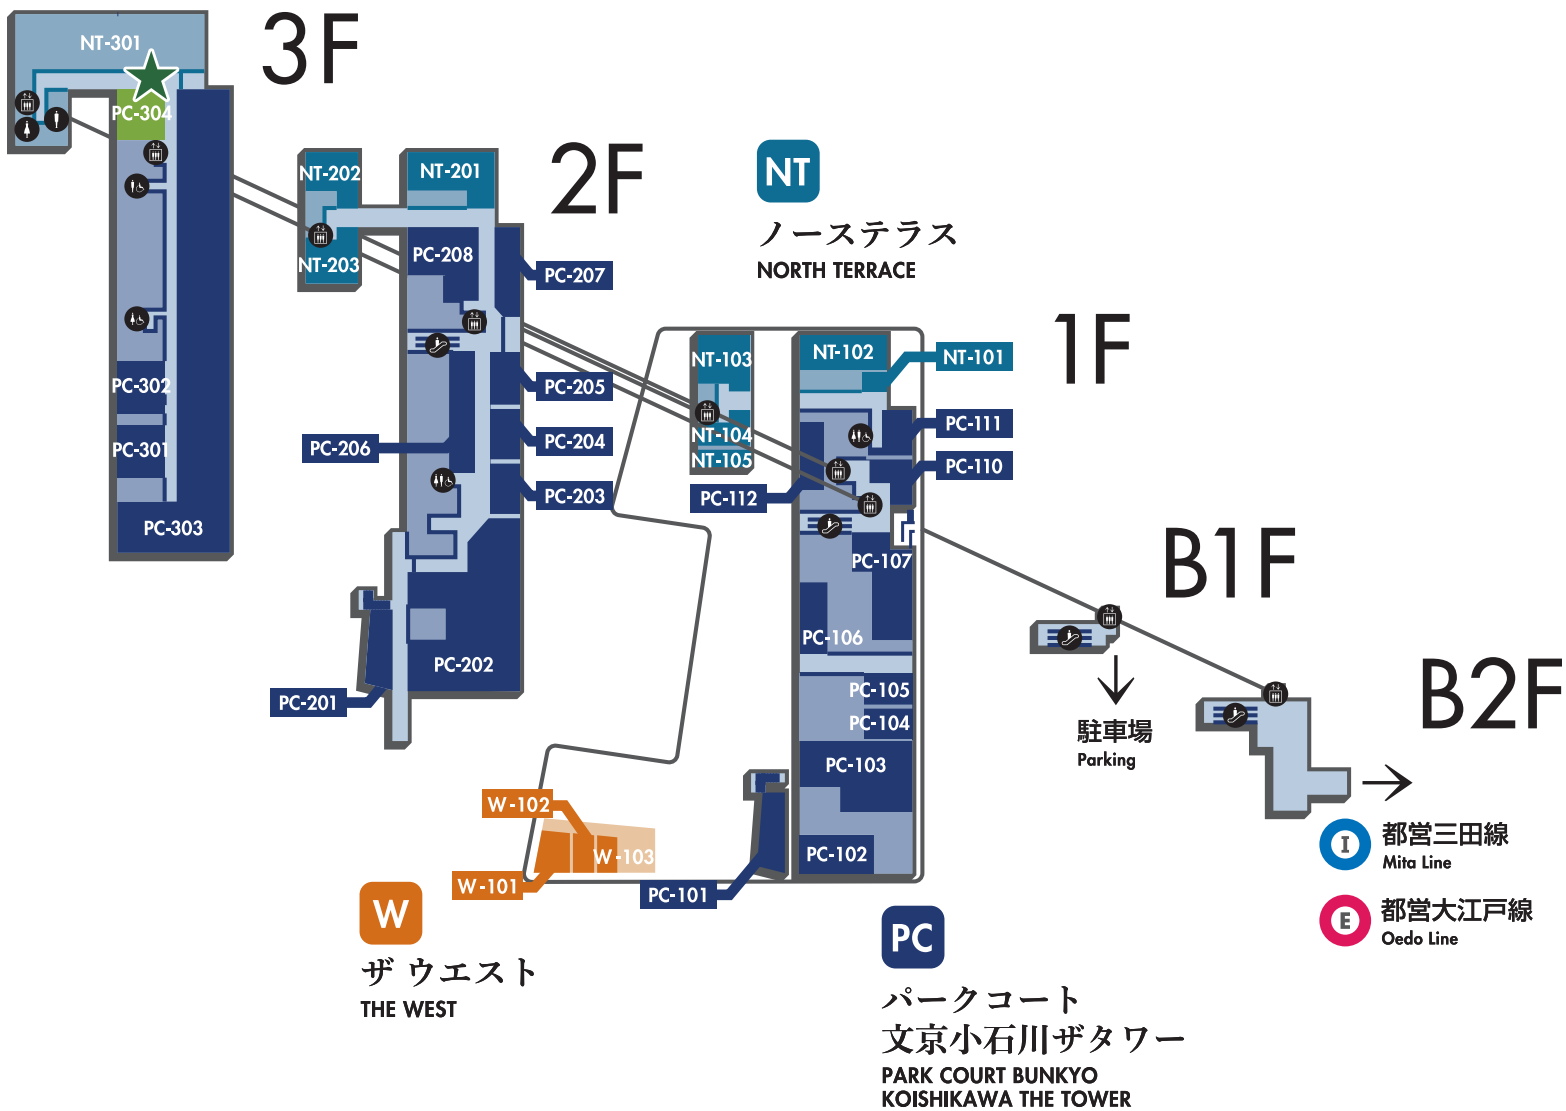 3F
NT-301
PC-304
PC-302
PC-301
PC-303
2F
NT-202
NT-201
NT-203
PC-208
PC-207
PC-205
PC-204
PC-206
PC-203
PC-202
PC-201
NT
ノーステラス
NORTH TERRACE
1F
NT-103
NT-102
NT-101
NT-104
NT-105
PC-111
PC-110
PC-112
PC-107
PC-106
PC-105
PC-104
PC-103
PC-102
PC-101
W-102
W-103
W-101
W
ザ ウエスト
THE WEST
PC
パークコート
文京小石川ザタワー
PARK COURT BUNKYO
KOISHIKAWA THE TOWER
B1F
駐車場
Parking
B2F
I
都営三田線
Mita Line
E
都営大江戸線
Oedo Line